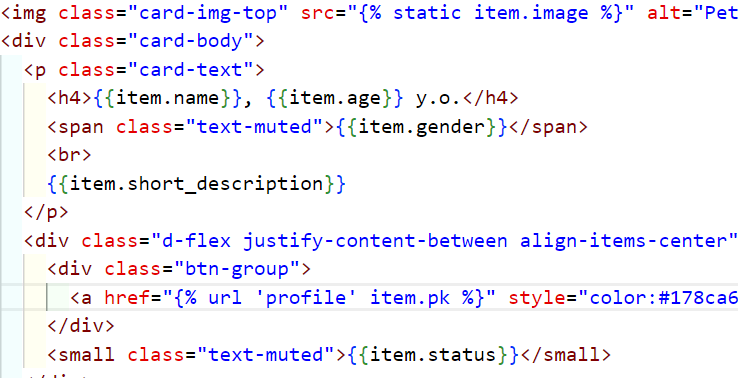 <img class="card-img-top" src="{% static item.image %}" alt="Pet
<div class="card-body">
<p class="card-text">
<h4>{{item.name}}, {{item.age}} y.o.</h4>
<span class="text-muted">{{item.gender}}</span>
<br>
{{item.short_description}}
</p>
<div class="d-flex justify-content-between align-items-center"
<div class="btn-group">
<a href="{% url 'profile' item.pk %}" style="color:#178ca6
</div>
<small class="text-muted">{{item.status}}</small>